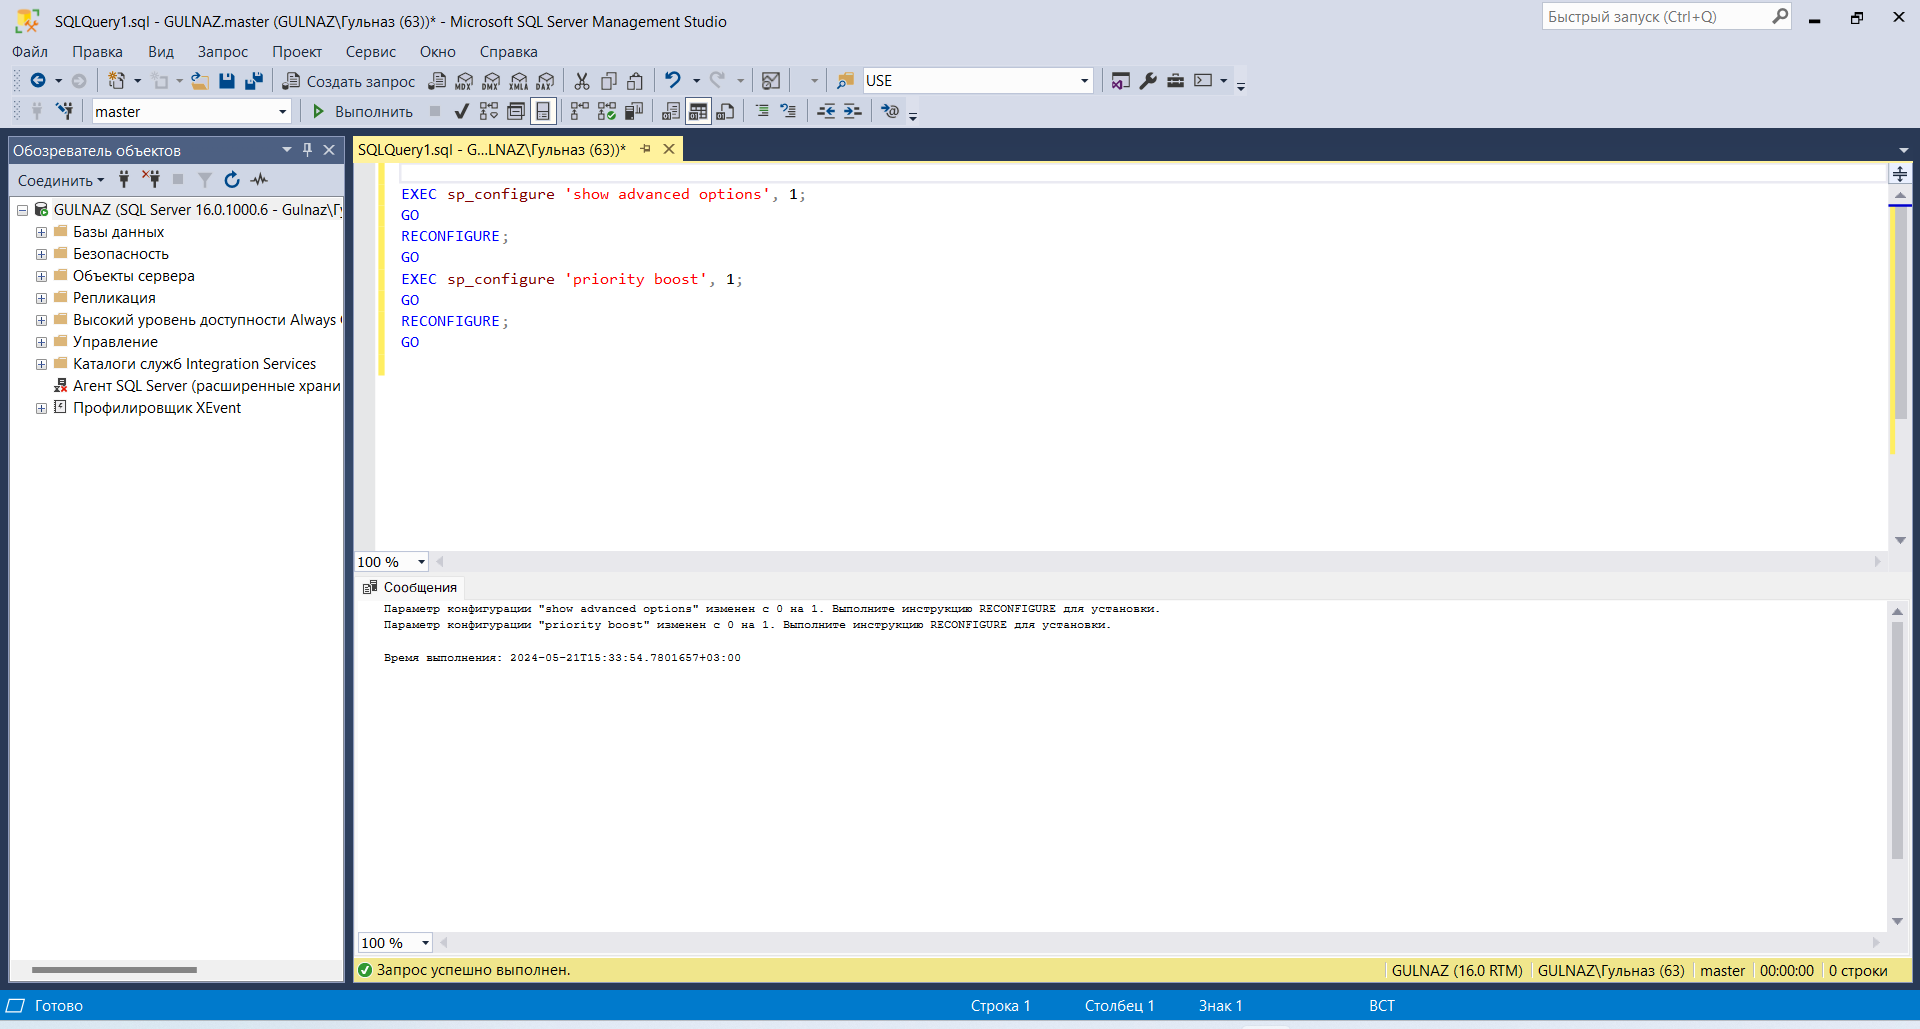 SQLQuery1.sql - GULNAZ.master (GULNAZ\Гульназ (63))* - Microsoft SQL Server Management Studio
Быстрый запуск (Ctrl+Q)
Файл Правка Вид Запрос Проект Сервис Окно Справка
Создать запрос MDX DMX XMLA DAX USE
master Выполнить
Обозреватель объектов
SQLQuery1.sql - G...LNAZ\Гульназ (63))*
Соединить
GULNAZ (SQL Server 16.0.1000.6 - Gulnaz\Г
Базы данных
Безопасность
Объекты сервера
Репликация
Высокий уровень доступности Always
Управление
Каталоги служб Integration Services
Агент SQL Server (расширенные храни
Профилировщик XEvent
EXEC sp_configure 'show advanced options', 1;
GO
RECONFIGURE;
GO
EXEC sp_configure 'priority boost', 1;
GO
RECONFIGURE;
GO
100 %
Сообщения
Параметр конфигурации "show advanced options" изменен с 0 на 1. Выполните инструкцию RECONFIGURE для установки.
Параметр конфигурации "priority boost" изменен с 0 на 1. Выполните инструкцию RECONFIGURE для установки.
Время выполнения: 2024-05-21T15:33:54.7801657+03:00
100 %
Запрос успешно выполнен. GULNAZ (16.0 RTM) GULNAZ\Гульназ (63) master 00:00:00 0 строки
Готово Строка 1 Столбец 1 Знак 1 ВСТ